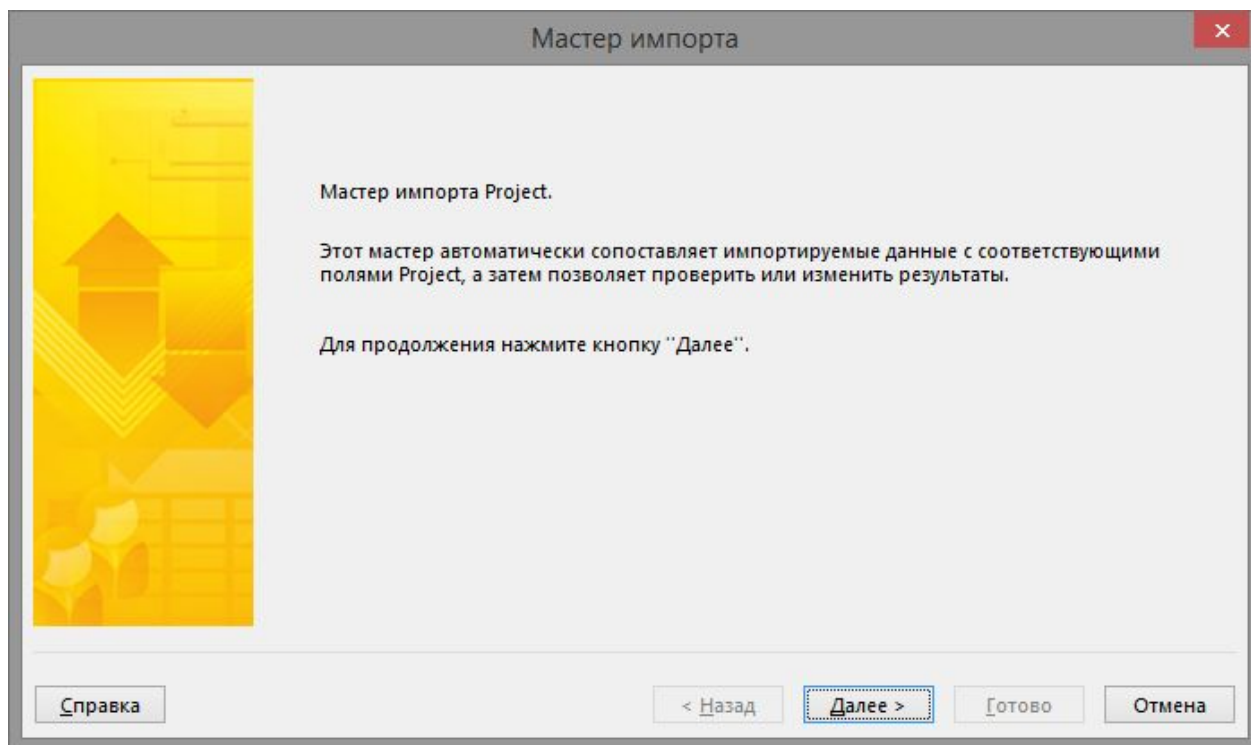 Мастер импорта
Мастер импорта Project.
Этот мастер автоматически сопоставляет импортируемые данные с соответствующими
полями Project, а затем позволяет проверить или изменить результаты.
Для продолжения нажмите кнопку "Далее".
Справка
< Назад
Далее >
Готово
Отмена